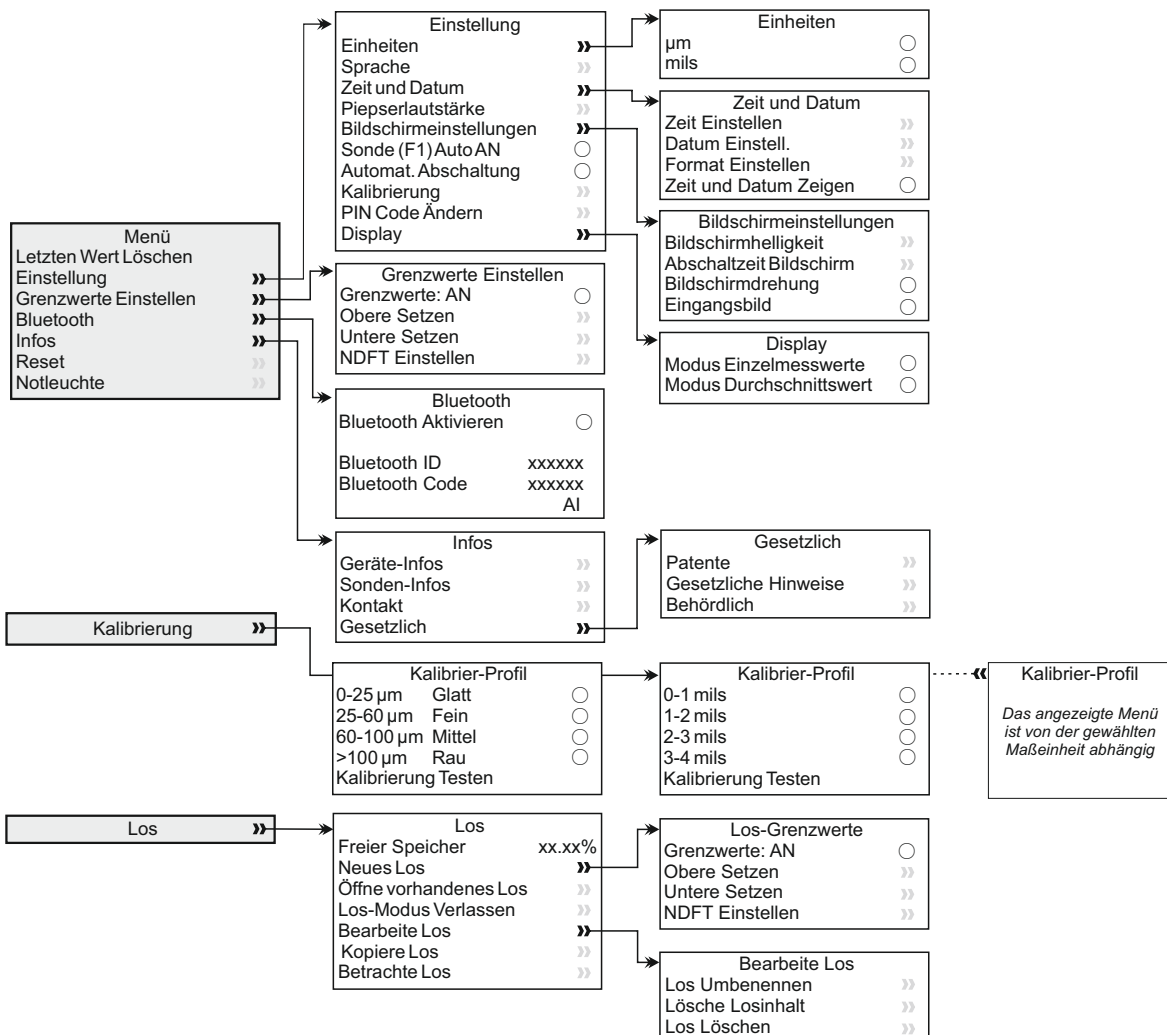 Menü
Letzten Wert Löschen
Einstellung »
Grenzwerte Einstellen »
Bluetooth »
Infos »
Reset »
Notleuchte »
Einstellung
Einheiten »
Sprache »
Zeit und Datum »
Piepserlautstärke »
Bildschirmeinstellungen »
Sonde (F1) Auto AN
Automat. Abschaltung
Kalibrierung »
PIN Code Ändern »
Display »
Einheiten
µm
mils
Zeit und Datum
Zeit Einstellen »
Datum Einstell. »
Format Einstellen »
Zeit und Datum Zeigen
Bildschirmeinstellungen
Bildschirmhelligkeit »
Abschaltzeit Bildschirm »
Bildschirmdrehung
Eingangsbild
Display
Modus Einzelmesswerte
Modus Durchschnittswert
Grenzwerte Einstellen
Grenzwerte: AN
Obere Setzen »
Untere Setzen »
NDFT Einstellen »
Bluetooth
Bluetooth Aktivieren
Bluetooth ID xxxxxx
Bluetooth Code xxxxxx
AI
Infos
Geräte-Infos »
Sonden-Infos »
Kontakt »
Gesetzlich »
Gesetzlich
Patente »
Gesetzliche Hinweise »
Behördlich »
Kalibrierung »
Kalibrier-Profil
0-25 µm Glatt
25-60 µm Fein
60-100 µm Mittel
>100 µm Rau
Kalibrierung Testen
Kalibrier-Profil
0-1 mils
1-2 mils
2-3 mils
3-4 mils
Kalibrierung Testen
«
Kalibrier-Profil
Das angezeigte Menü
ist von der gewählten
Maßeinheit abhängig
Los »
Los
Freier Speicher xx.xx%
Neues Los »
Öffne vorhandenes Los »
Los-Modus Verlassen »
Bearbeite Los »
Kopiere Los »
Betrachte Los »
Los-Grenzwerte
Grenzwerte: AN
Obere Setzen »
Untere Setzen »
NDFT Einstellen »
Bearbeite Los
Los Umbenennen »
Lösche Losinhalt »
Los Löschen »